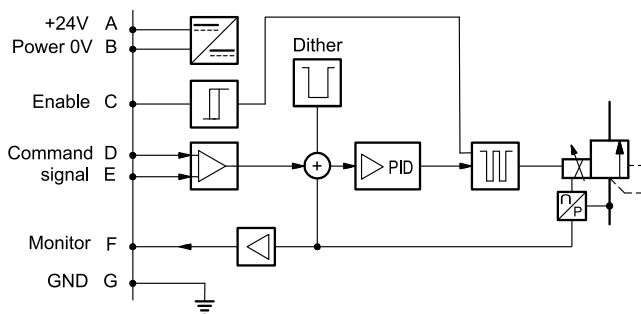 +24V A
Power 0V B
Dither
Enable C
Command D
signal E
PID
Monitor F
P
GND G